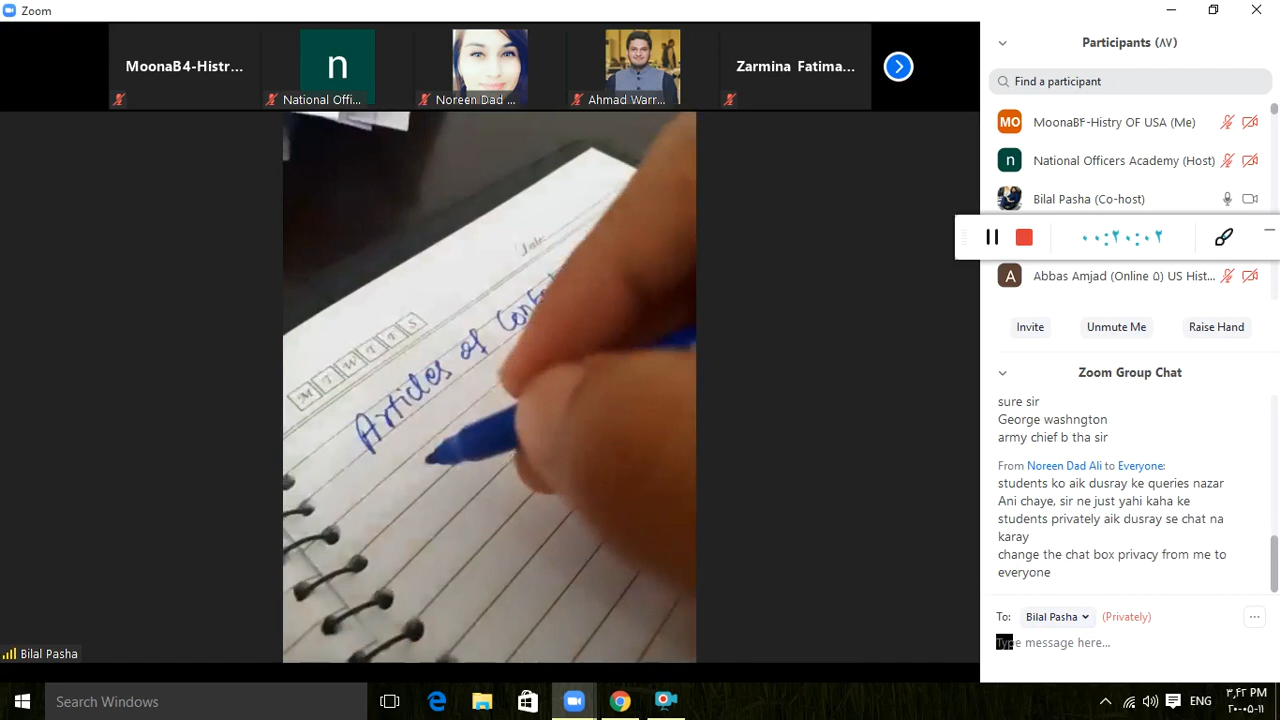 Zoom
MoonaB4-Histr...
n
National Offi...
Noreen Dad ...
Ahmad Warr...
Zarmina Fatima...
Participants (۸۷)
Find a participant
MO
MoonaB۴-Histry OF USA (Me)
n
National Officers Academy (Host)
Bilal Pasha (Co-host)
۰۰:۲۰:۰۲
A
Abbas Amjad (Online ۵) US Hist...
Invite
Unmute Me
Raise Hand
Zoom Group Chat
sure sir
George washngton
army chief b tha sir
From Noreen Dad Ali to Everyone:
students ko aik dusray ke queries nazar
Ani chaye, sir ne just yahi kaha ke
students privately aik dusray se chat na
karay
change the chat box privacy from me to
everyone
To: Bilal Pasha (Privately)
...
Type message here...
Date:
M T W T F S
Articles of
Bilal Pasha
Search Windows
ENG
۳:۴۲ PM